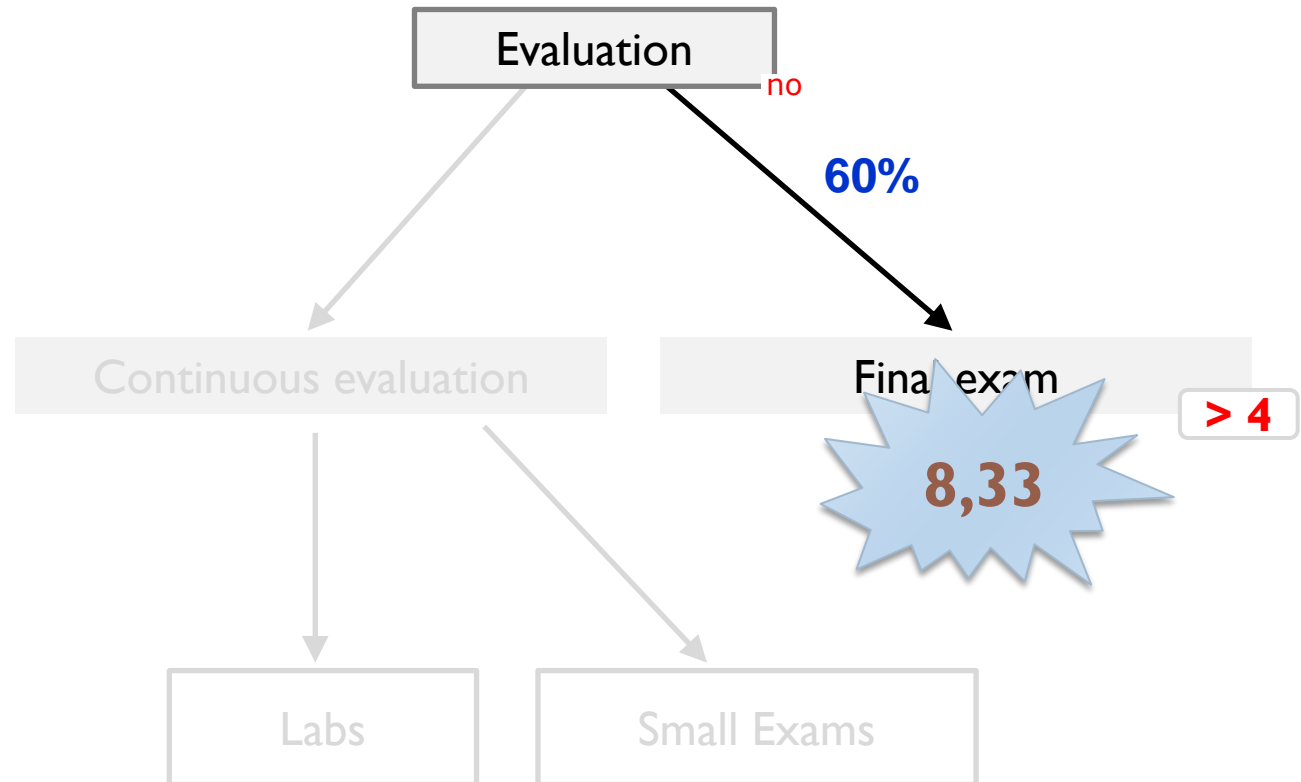 Evaluation
no
60%
Continuous evaluation
Final exam
> 4
8,33
Labs
Small Exams